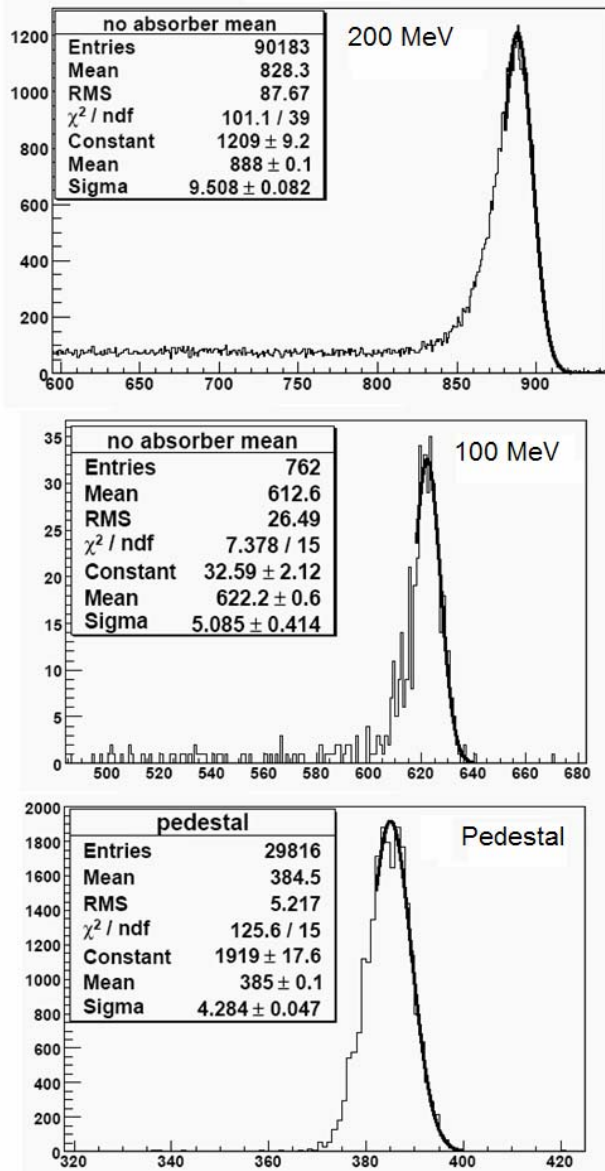 no absorber mean
Entries 90183
Mean 828.3
RMS 87.67
χ² / ndf 101.1 / 39
Constant 1209 ± 9.2
Mean 888 ± 0.1
Sigma 9.508 ± 0.082
200 MeV
1200
1000
800
600
400
200
0
600 650 700 750 800 850 900
no absorber mean
Entries 762
Mean 612.6
RMS 26.49
χ² / ndf 7.378 / 15
Constant 32.59 ± 2.12
Mean 622.2 ± 0.6
Sigma 5.085 ± 0.414
100 MeV
35
30
25
20
15
10
5
0
500 520 540 560 580 600 620 640 660 680
pedestal
Entries 29816
Mean 384.5
RMS 5.217
χ² / ndf 125.6 / 15
Constant 1919 ± 17.6
Mean 385 ± 0.1
Sigma 4.284 ± 0.047
Pedestal
2000
1800
1600
1400
1200
1000
800
600
400
200
0
320 340 360 380 400 420